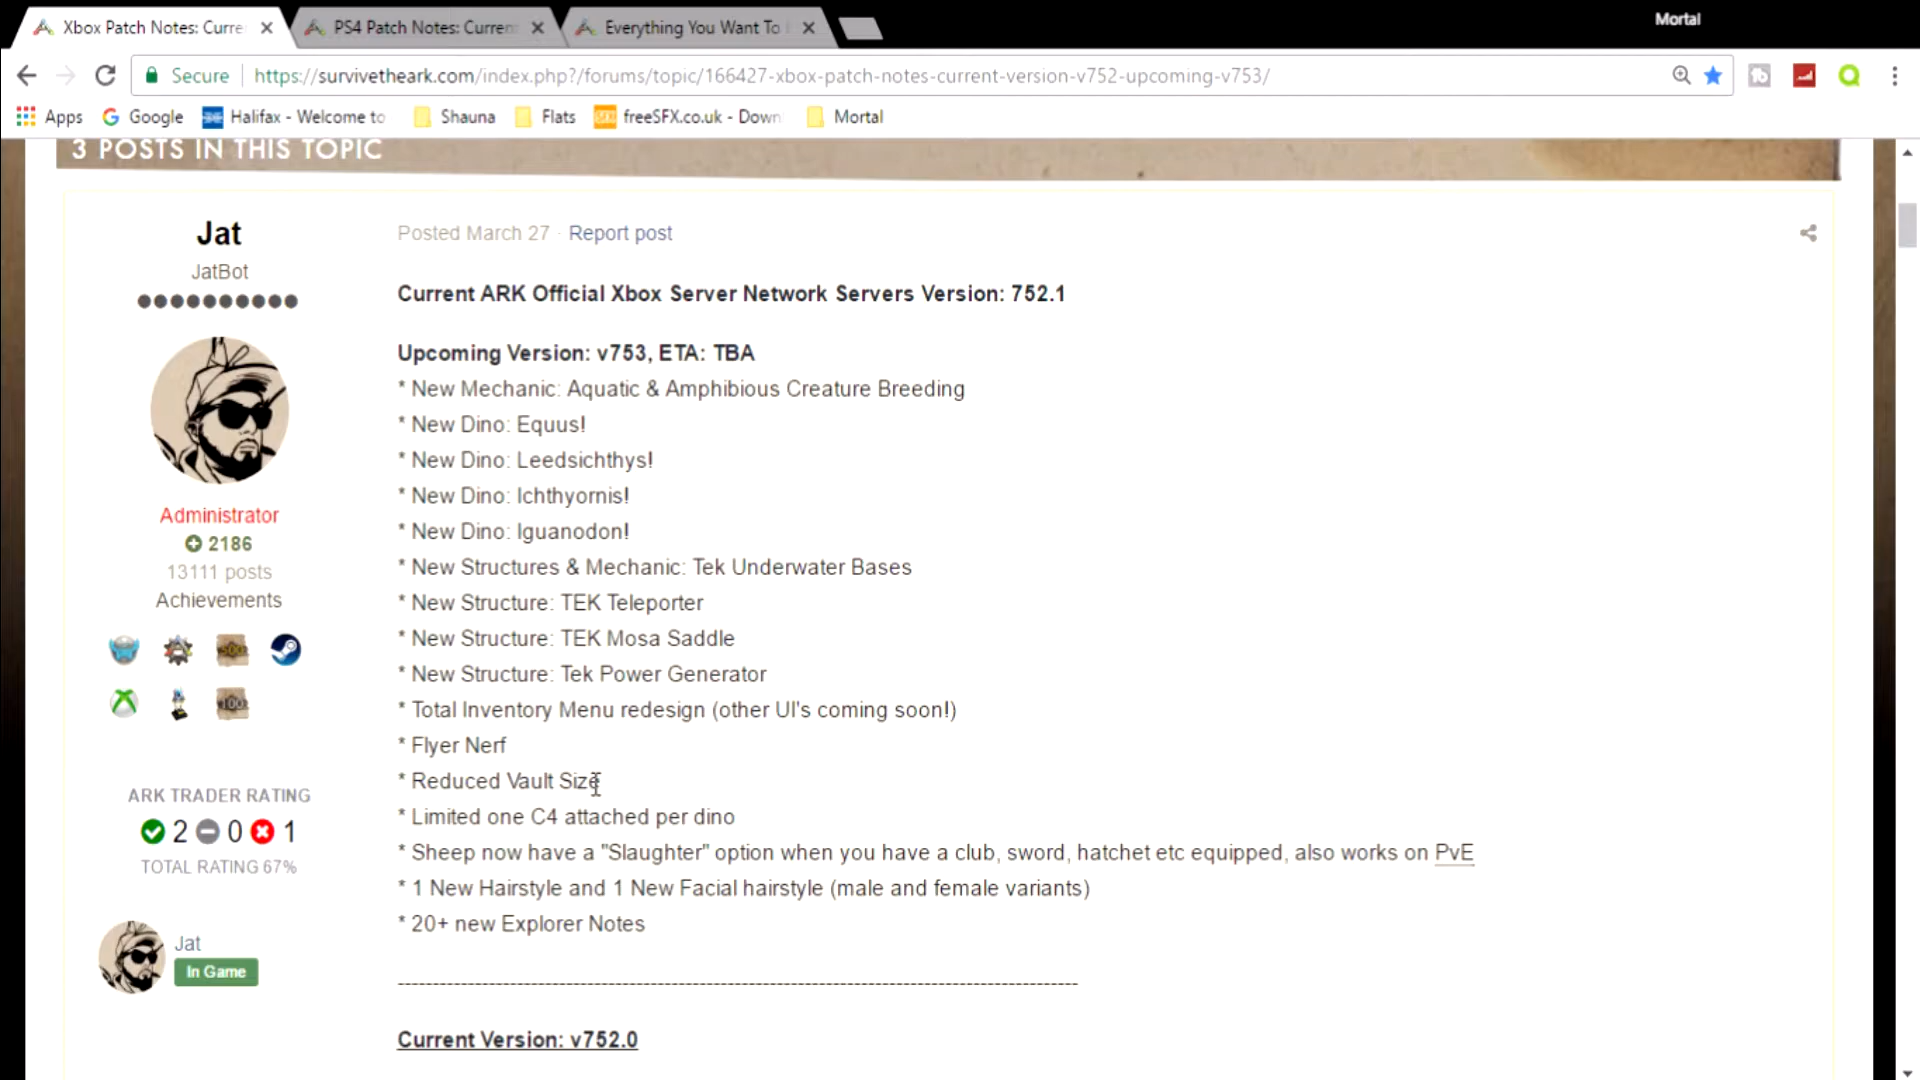 Mortal
Xbox Patch Notes: Curre
PS4 Patch Notes: Curren
Everything You Want To
Secure
https://survivetheark.com/index.php?/forums/topic/166427-xbox-patch-notes-current-version-v752-upcoming-v753/
Apps
Google
Halifax - Welcome to
Shauna
Flats
freeSFX.co.uk - Down
Mortal
3 POSTS IN THIS TOPIC
Jat
JatBot
Administrator
2186
13111 posts
Achievements
500
100
ARK TRADER RATING
2 0 1
TOTAL RATING 67%
Jat
In Game
Posted March 27 · Report post
Current ARK Official Xbox Server Network Servers Version: 752.1
Upcoming Version: v753, ETA: TBA
* New Mechanic: Aquatic & Amphibious Creature Breeding
* New Dino: Equus!
* New Dino: Leedsichthys!
* New Dino: Ichthyornis!
* New Dino: Iguanodon!
* New Structures & Mechanic: Tek Underwater Bases
* New Structure: TEK Teleporter
* New Structure: TEK Mosa Saddle
* New Structure: Tek Power Generator
* Total Inventory Menu redesign (other UI's coming soon!)
* Flyer Nerf
* Reduced Vault Size
* Limited one C4 attached per dino
* Sheep now have a "Slaughter" option when you have a club, sword, hatchet etc equipped, also works on PvE
* 1 New Hairstyle and 1 New Facial hairstyle (male and female variants)
* 20+ new Explorer Notes
Current Version: v752.0